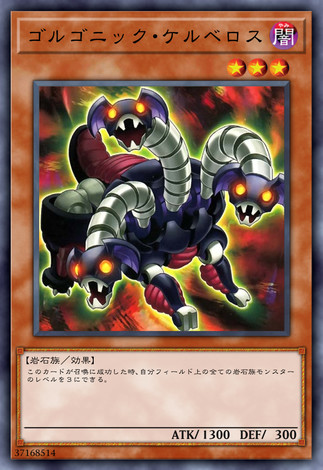 ゴルゴニック・ケルベロス
闇
やみ
【岩石族／効果】
このカードが召喚に成功した時、自分フィールド上の全ての岩石族モンスター
のレベルを３にできる。
ATK/ 1300 DEF/ 300
37168514